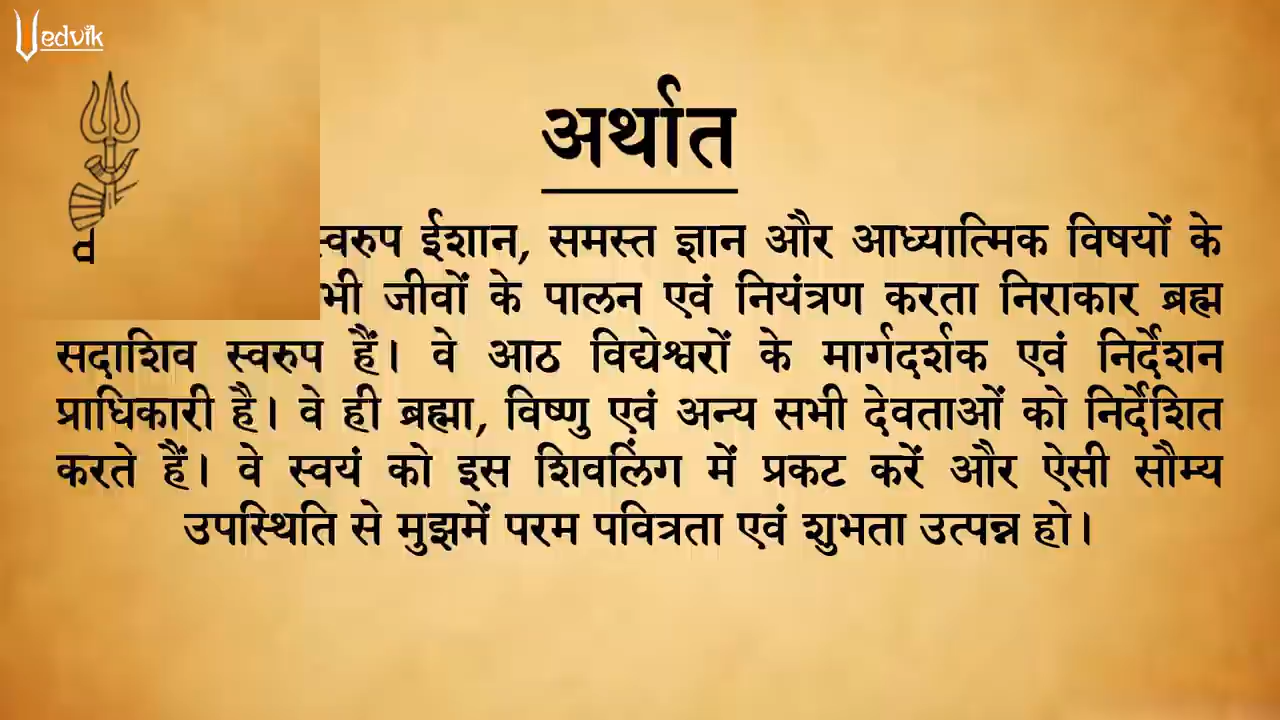 Vedvik
अर्थात
स्वरुप ईशान, समस्त ज्ञान और आध्यात्मिक विषयों के
जीवों के पालन एवं नियंत्रण करता निराकार ब्रह्म
सदाशिव स्वरुप हैं। वे आठ विद्येश्वरों के मार्गदर्शक एवं निर्देशन
प्राधिकारी है। वे ही ब्रह्मा, विष्णु एवं अन्य सभी देवताओं को निर्देशित
करते हैं। वे स्वयं को इस शिवलिंग में प्रकट करें और ऐसी सौम्य
उपस्थिति से मुझमें परम पवित्रता एवं शुभता उत्पन्न हो।